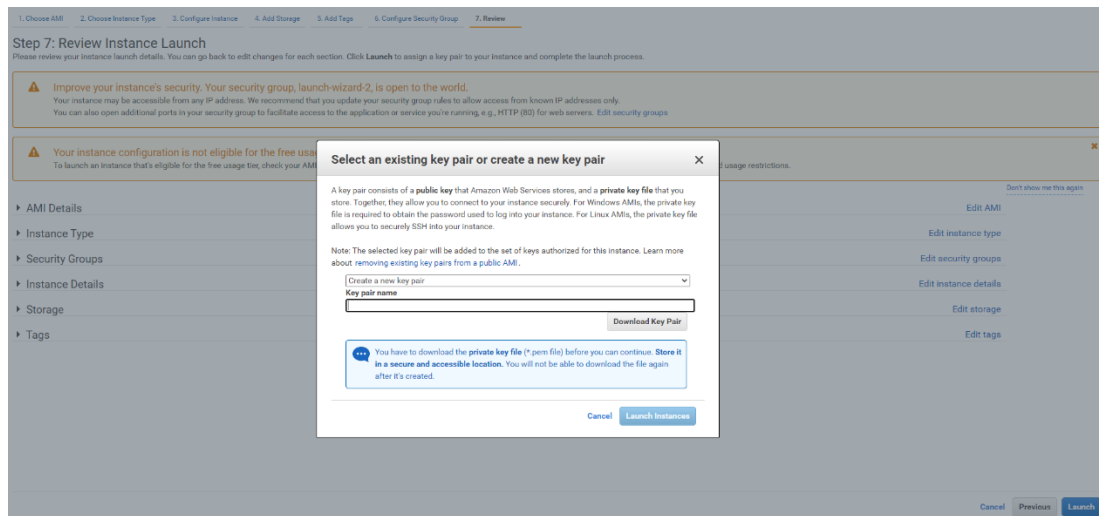 1. Choose AMI 2. Choose Instance Type 3. Configure Instance 4. Add Storage 5. Add Tags 6. Configure Security Group 7. Review
Step 7: Review Instance Launch
Please review your instance launch details. You can go back to edit changes for each section. Click Launch to assign a key pair to your instance and complete the launch process.
Improve your instance's security. Your security group, launch-wizard-2, is open to the world.
Your instance may be accessible from any IP address. We recommend that you update your security group rules to allow access from known IP addresses only.
You can also open additional ports in your security group to facilitate access to the application or service you're running, e.g., HTTP (80) for web servers. Edit security groups
Your instance configuration is not eligible for the free usa
To launch an instance that's eligible for the free usage tier, check your AMI
usage restrictions.
Don't show me this again
Select an existing key pair or create a new key pair
A key pair consists of a public key that Amazon Web Services stores, and a private key file that you
store. Together, they allow you to connect to your instance securely. For Windows AMIs, the private key
file is required to obtain the password used to log into your instance. For Linux AMIs, the private key file
allows you to securely SSH into your instance.
Note: The selected key pair will be added to the set of keys authorized for this instance. Learn more
about removing existing key pairs from a public AMI.
Create a new key pair
Key pair name
Download Key Pair
You have to download the private key file (*.pem file) before you can continue. Store it
in a secure and accessible location. You will not be able to download the file again
after it's created.
Cancel Launch Instances
AMI Details Edit AMI
Instance Type Edit instance type
Security Groups Edit security groups
Instance Details Edit instance details
Storage Edit storage
Tags Edit tags
Cancel Previous Launch